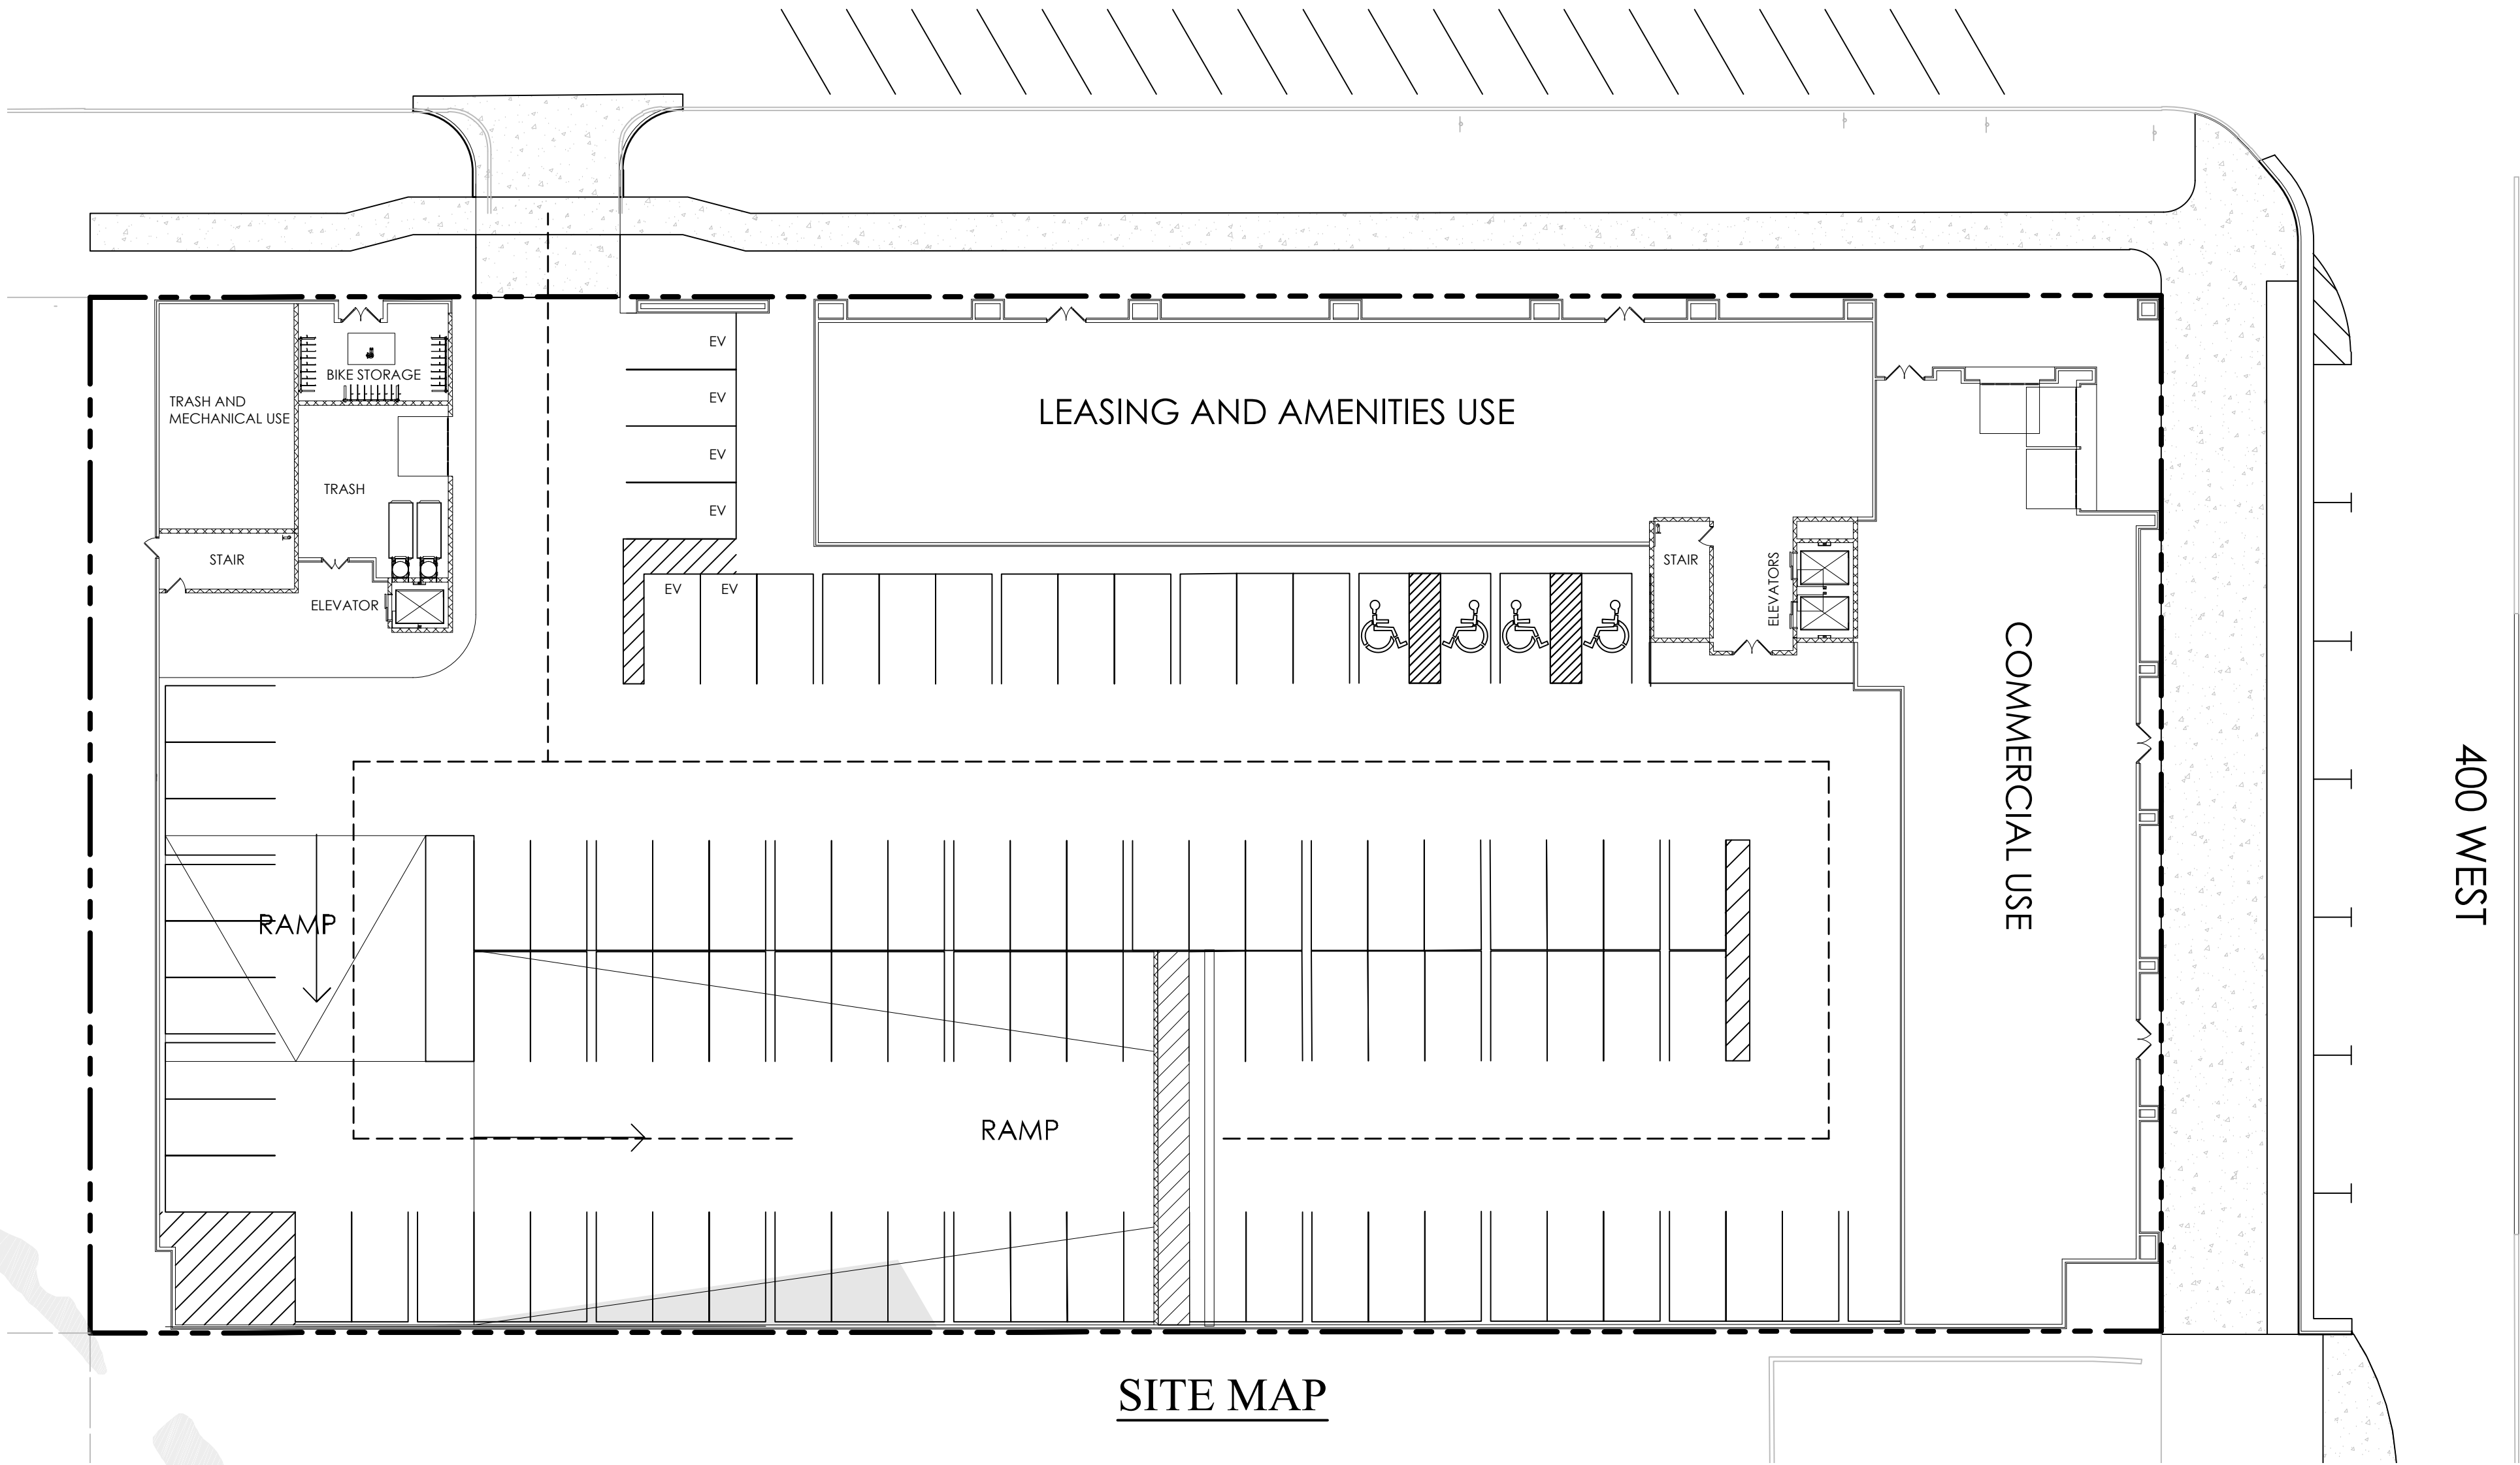 EV
BIKE STORAGE
TRASH AND
MECHANICAL USE
EV
LEASING AND AMENITIES USE
EV
TRASH
EV
STAIR
STAIR
ELEVATORS
EV
EV
ELEVATOR
COMMERCIAL USE
400 WEST
RAMP
RAMP
SITE MAP